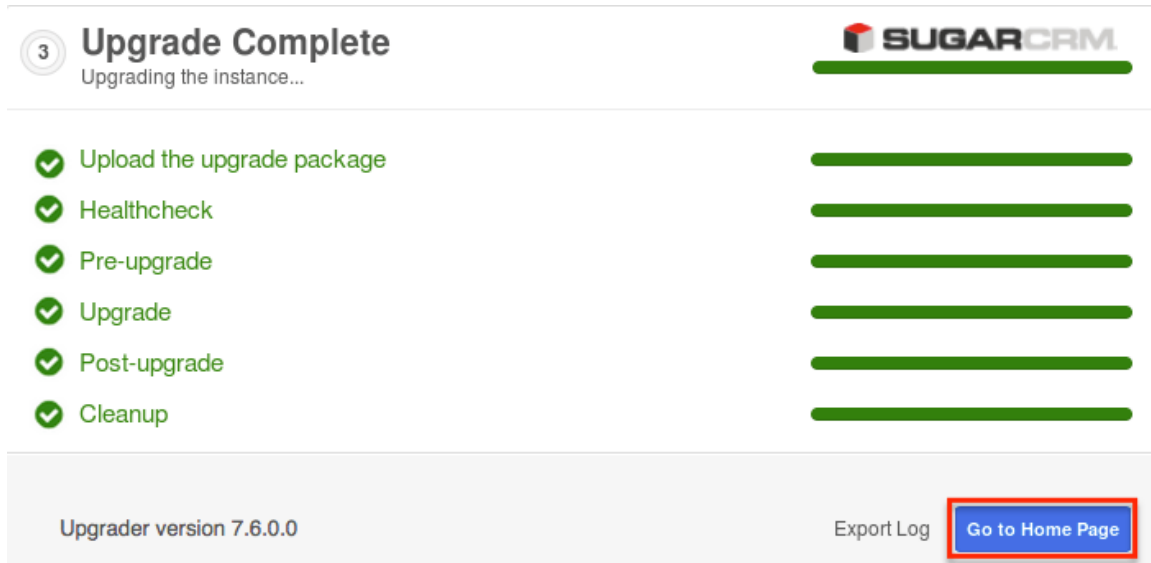 3
Upgrade Complete
SUGARCRM
Upgrading the instance...
Upload the upgrade package
Healthcheck
Pre-upgrade
Upgrade
Post-upgrade
Cleanup
Upgrader version 7.6.0.0
Export Log
Go to Home Page